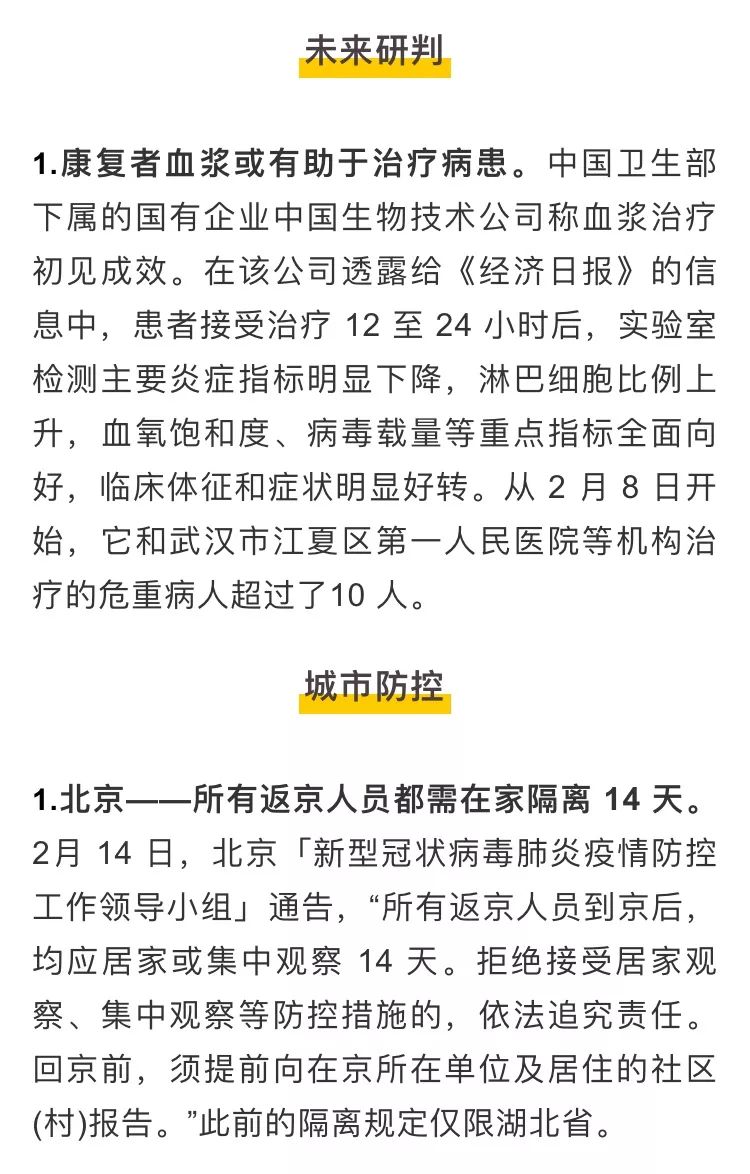 未来研判
1.康复者血浆或有助于治疗病患。中国卫生部
下属的国有企业中国生物技术公司称血浆治疗
初见成效。在该公司透露给《经济日报》的信
息中，患者接受治疗 12 至 24 小时后，实验室
检测主要炎症指标明显下降，淋巴细胞比例上
升，血氧饱和度、病毒载量等重点指标全面向
好，临床体征和症状明显好转。从 2 月 8 日开
始，它和武汉市江夏区第一人民医院等机构治
疗的危重病人超过了10 人。
城市防控
1.北京——所有返京人员都需在家隔离 14 天。
2月 14 日，北京「新型冠状病毒肺炎疫情防控
工作领导小组」通告，“所有返京人员到京后，
均应居家或集中观察 14 天。拒绝接受居家观
察、集中观察等防控措施的，依法追究责任。
回京前，须提前向在京所在单位及居住的社区
(村)报告。”此前的隔离规定仅限湖北省。